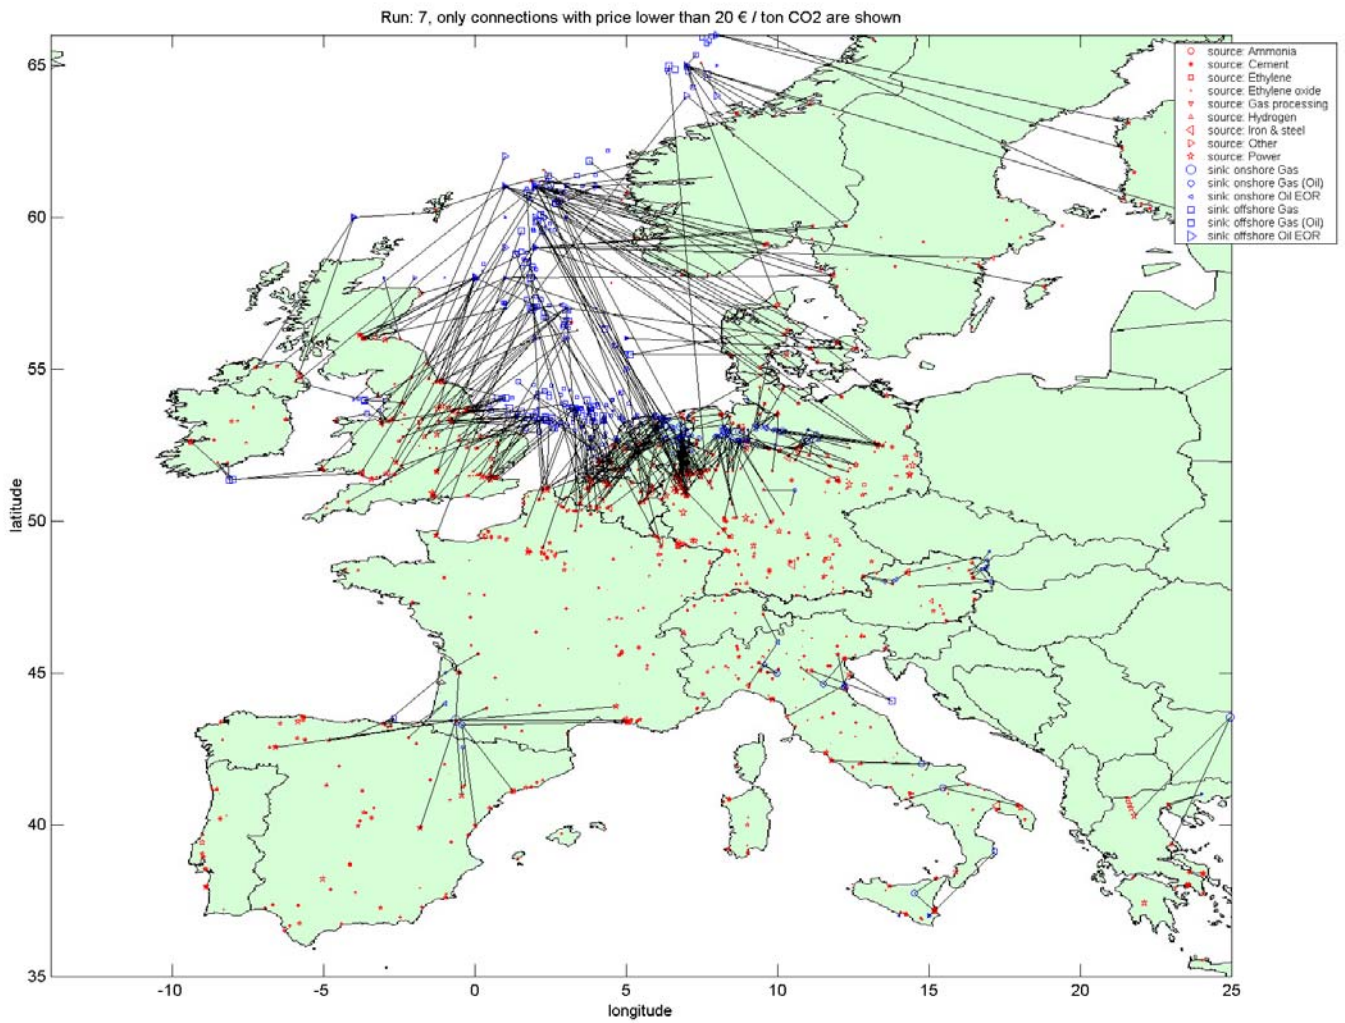 Run: 7, only connections with price lower than 20 € / ton CO2 are shown
source: Ammonia
source: Cement
source: Ethylene
source: Ethylene oxide
source: Gas processing
source: Hydrogen
source: Iron & steel
source: Other
source: Power
sink: onshore Gas
sink: onshore Gas (Oil)
sink: onshore Oil EOR
sink: offshore Gas
sink: offshore Gas (Oil)
sink: offshore Oil EOR
65
60
55
50
45
40
35
latitude
-10 -5 0 5 10 15 20 25
longitude